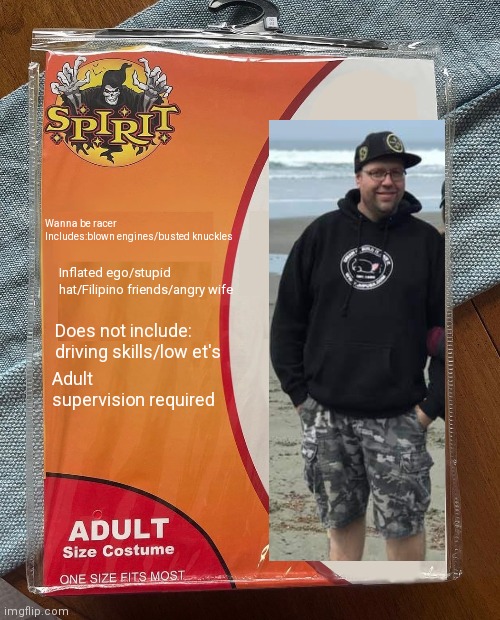 SPIRIT
Wanna be racer
Includes:blown engines/busted knuckles
Inflated ego/stupid
hat/Filipino friends/angry wife
Does not include:
driving skills/low et's
Adult
supervision required
ADULT
Size Costume
ONE SIZE FITS MOST
imgflip.com